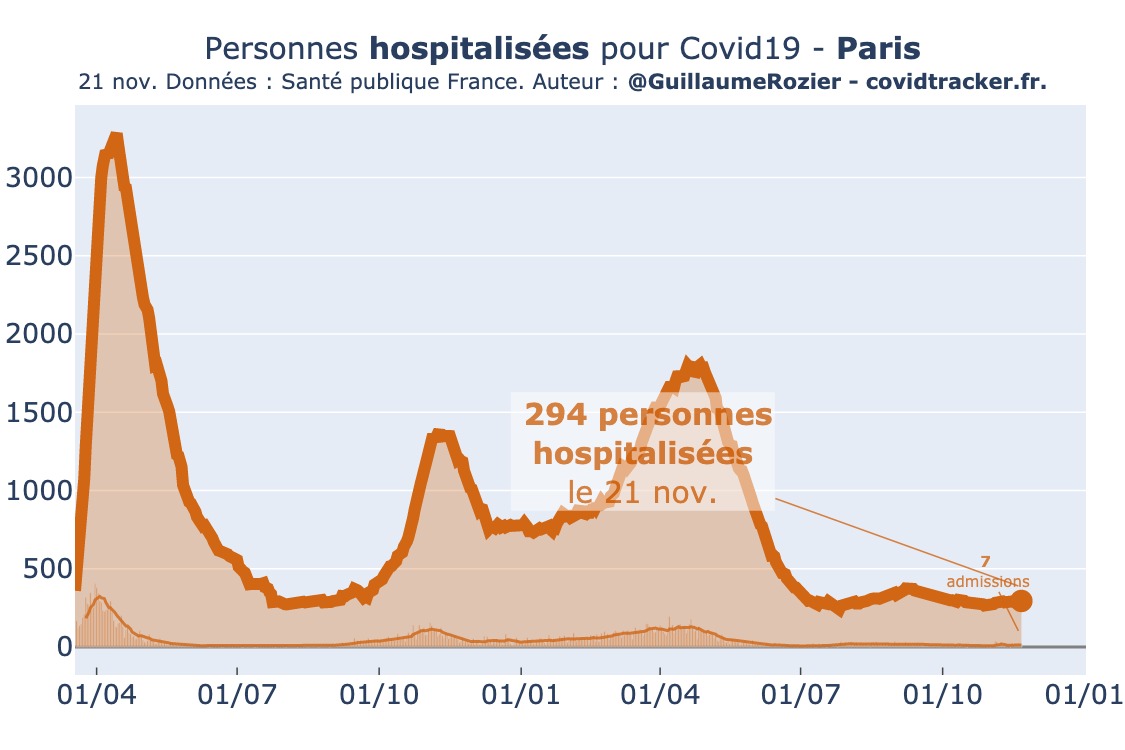 Personnes hospitalisées pour Covid19 - Paris
21 nov. Données : Santé publique France. Auteur : @GuillaumeRozier - covidtracker.fr.
3000
2500
2000
1500
1000
500
0
294 personnes
hospitalisées
le 21 nov.
7
admissions
01/04 01/07 01/10 01/01 01/04 01/07 01/10 01/01